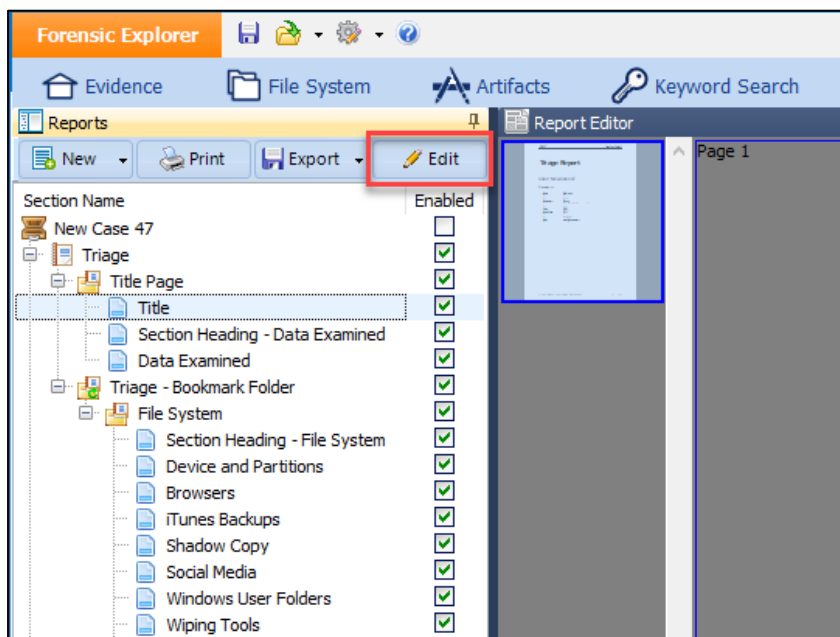 Forensic Explorer
Evidence File System Artifacts Keyword Search
Reports
Report Editor
New Print Export Edit
Page 1
Section Name Enabled
New Case 47
Triage
Title Page
Title
Section Heading - Data Examined
Data Examined
Triage - Bookmark Folder
File System
Section Heading - File System
Device and Partitions
Browsers
iTunes Backups
Shadow Copy
Social Media
Windows User Folders
Wiping Tools
Triage Report